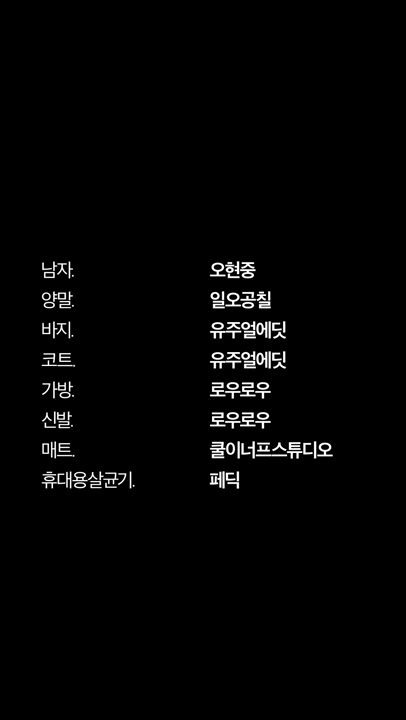 남자. 오현중
양말. 일오공칠
바지. 유주얼에딧
코트. 유주얼에딧
가방. 로우로우
신발. 로우로우
매트. 쿨이너프스튜디오
휴대용살균기. 페딕